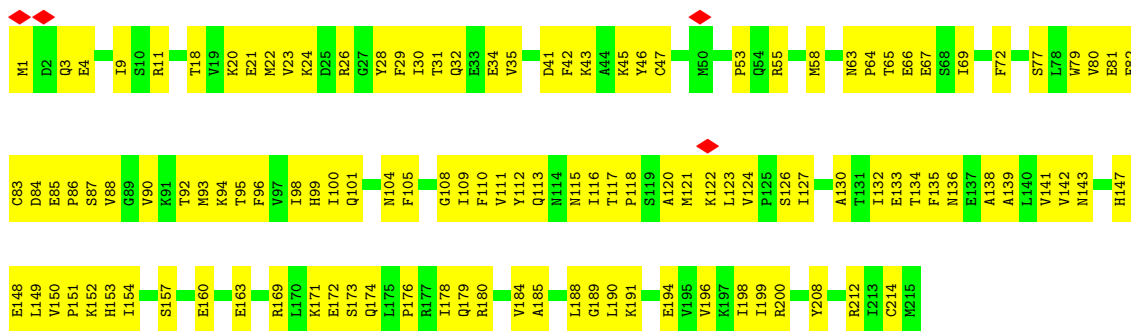 M1 D2 Q3 E4 I9 S10 R11 T18 V19 K20 E21 M22 V23 K24 D25 R26 G27 Y28 F29 I30 T31 Q32 E33 E34 V35 D41 F42 K43 A44 K45 Y46 C47 M50 P53 Q54 R55 M58 N63 P64 T65 E66 E67 S68 I69 F72 S77 L78 W79 V80 E81 E82
C83 D84 E85 P86 S87 V88 G89 V90 K91 T92 M93 K94 T95 F96 V97 I98 H99 I100 Q101 N104 F105 G108 I109 F110 V111 Y112 Q113 N114 N115 I116 T117 P118 S119 A120 M121 K122 L123 V124 P125 S126 I127 A130 T131 I132 E133 T134 F135 N136 E137 A138 A139 L140 V141 V142 N143 H147
E148 L149 V150 P151 K152 H153 I154 S157 E160 E163 R169 L170 K171 E172 S173 Q174 L175 P176 R177 I178 Q179 R180 V184 A185 L188 G189 L190 K191 E194 V195 V196 K197 I198 I199 R200 Y208 R212 I213 C214 M215